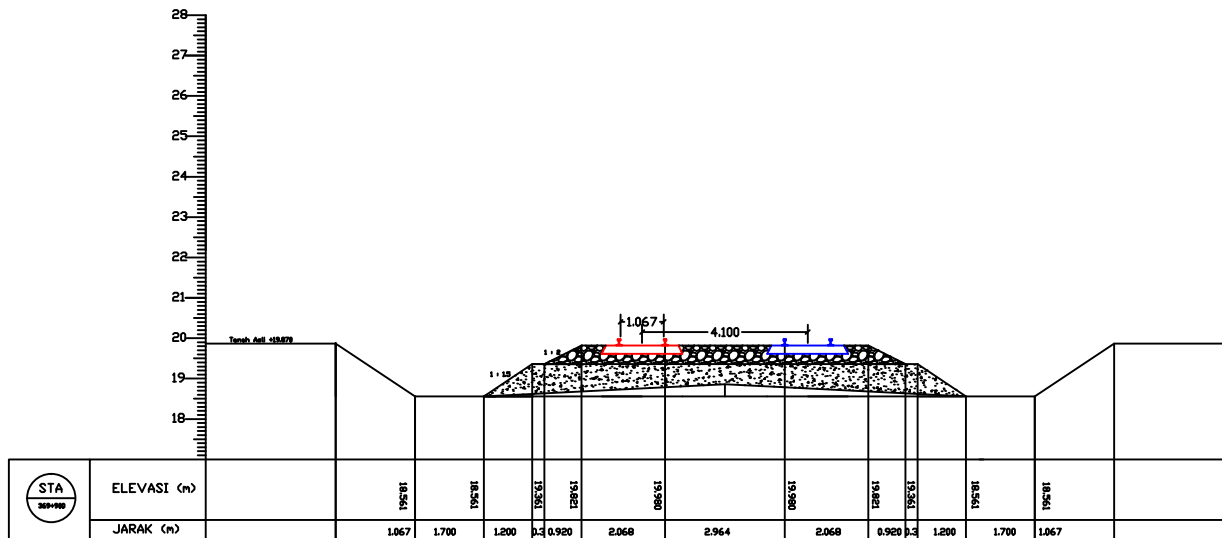 28
27
26
25
24
23
22
21
20
19
18
1.067
4.100
Tanah Asli +19.870
1 : 2
1 : 1.5
STA
ELEVASI (m)
18.561 18.561 19.361 19.821 19.980 19.980 19.821 19.361 18.561 18.561
JARAK (m)
1.067 1.700 1.200 0.3 0.920 2.068 2.964 2.068 0.920 0.3 1.200 1.700 1.067